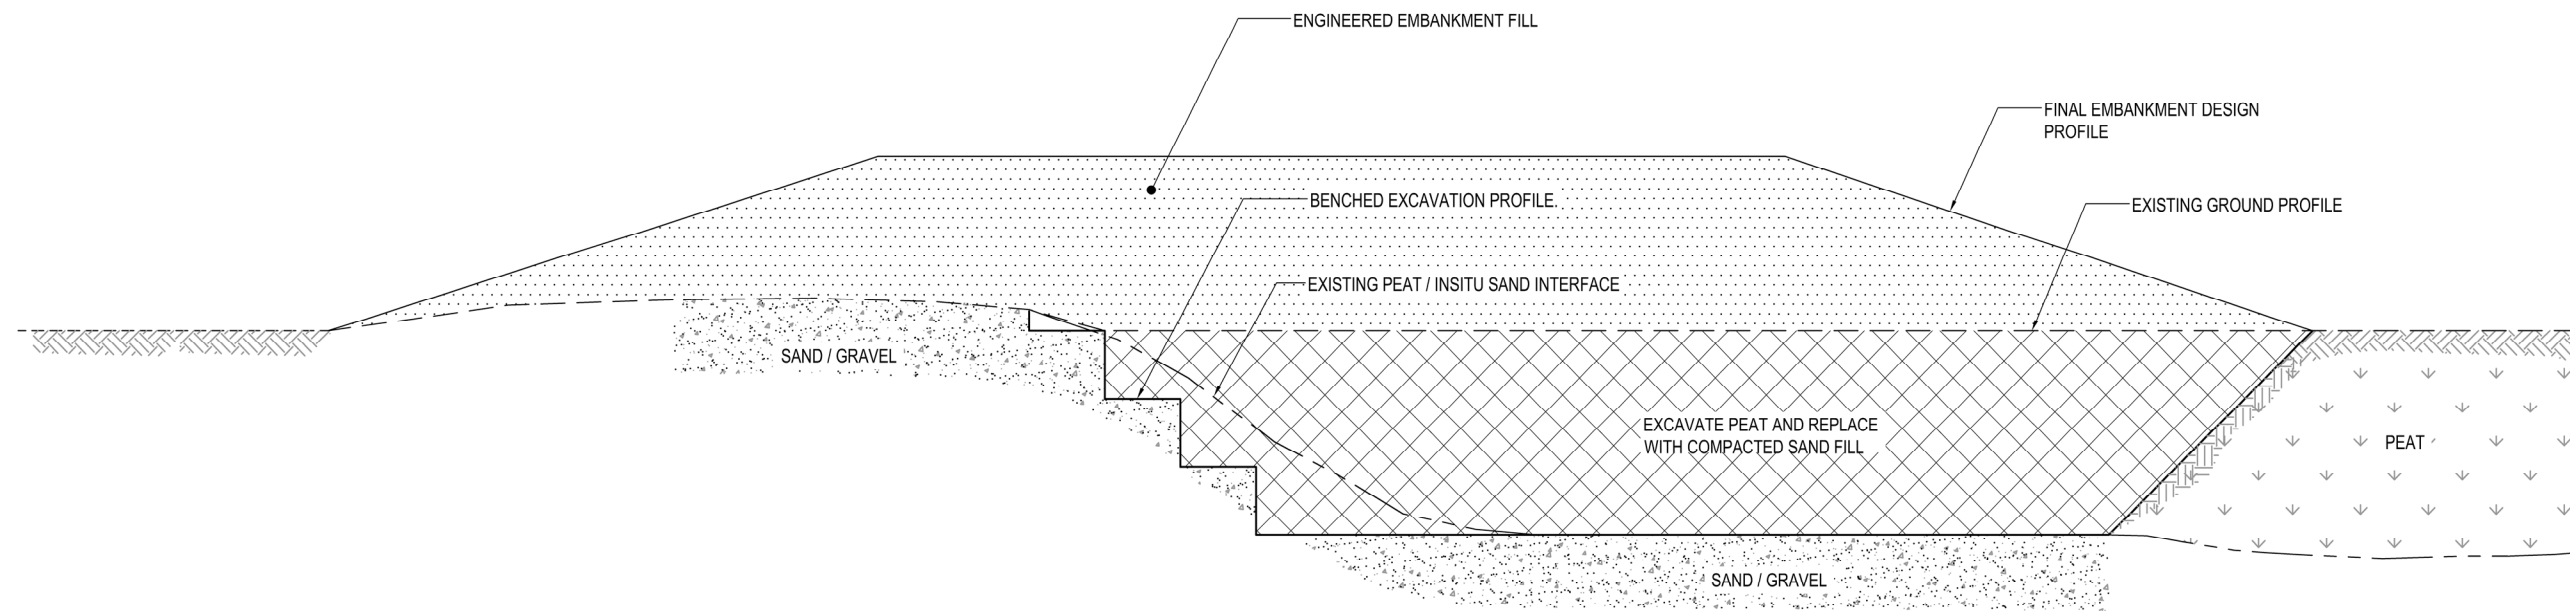 ENGINEERED EMBANKMENT FILL
FINAL EMBANKMENT DESIGN
PROFILE
BENCHED EXCAVATION PROFILE.
EXISTING GROUND PROFILE
EXISTING PEAT / INSITU SAND INTERFACE
SAND / GRAVEL
EXCAVATE PEAT AND REPLACE
WITH COMPACTED SAND FILL
PEAT
SAND / GRAVEL